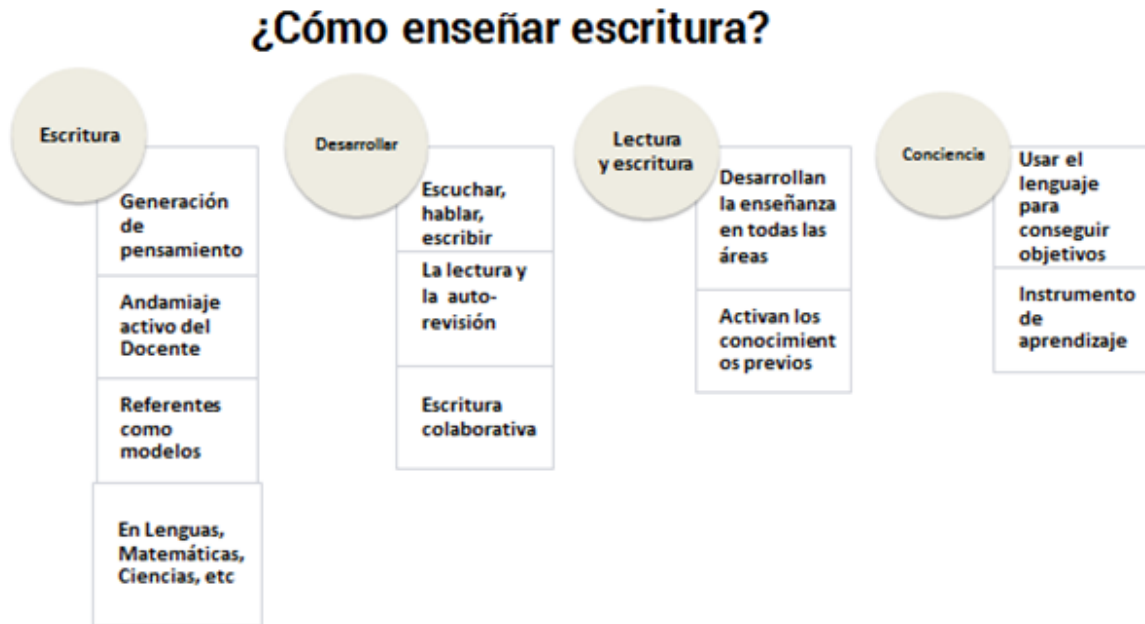 ¿Cómo enseñar escritura?
Escritura
Generación
de
pensamiento
Andamiaje
activo del
Docente
Referentes
como
modelos
En Lenguas,
Matemáticas,
Ciencias, etc
Desarrollar
Escuchar,
hablar,
escribir
La lectura y
la auto-
revisión
Escritura
colaborativa
Lectura
y escritura
Desarrollan
la enseñanza
en todas las
áreas
Activan los
conocimient
os previos
Conciencia
Usar el
lenguaje
para
conseguir
objetivos
Instrumento
de
aprendizaje